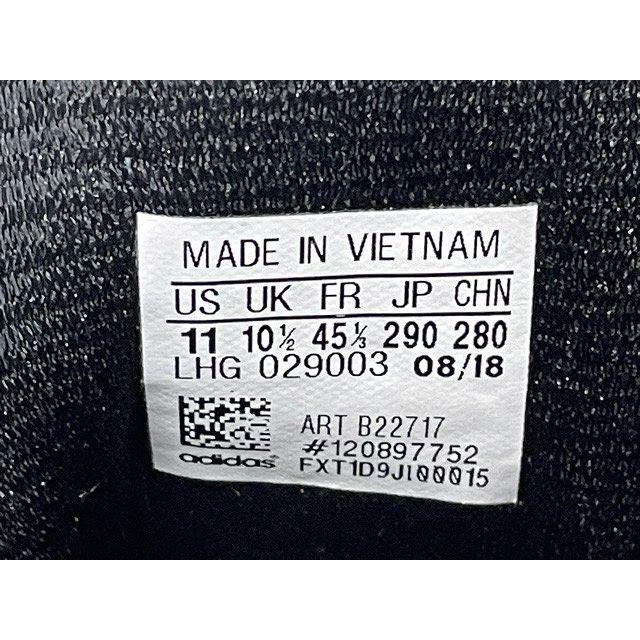 MADE IN VIETNAM
US UK FR JP CHN
11 10½ 45⅓ 290 280
LHG 029003 08/18
ART B22717
#120897752
adidas FXT1D9JI00015